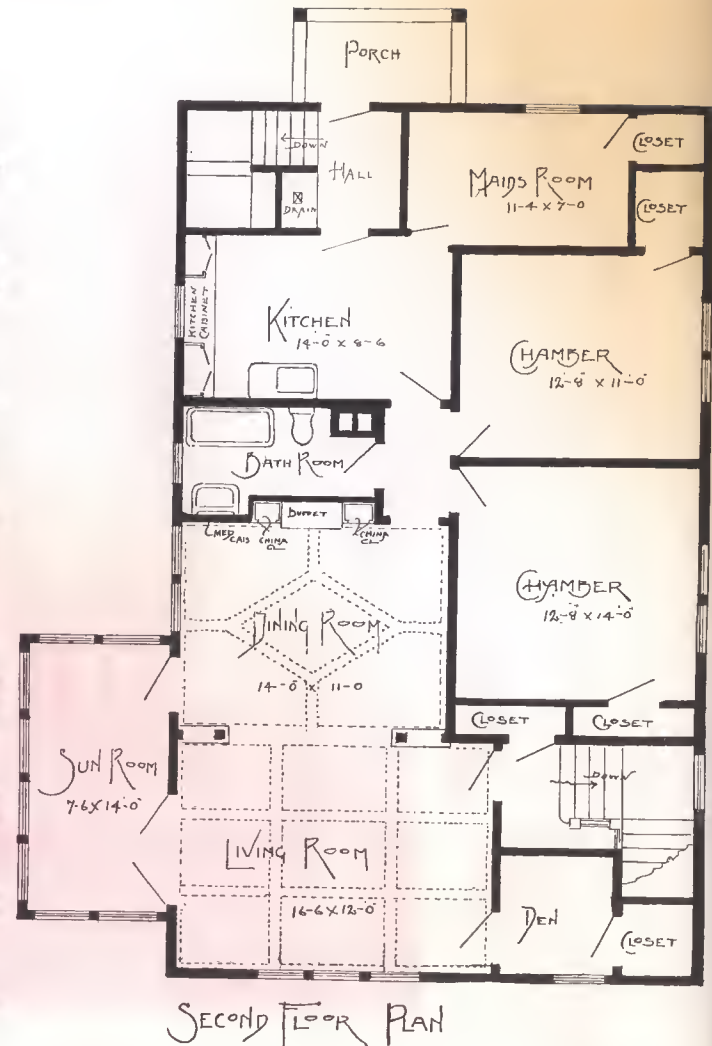 PORCH
DOWN
HALL
DRAIN
MAIDS ROOM
11-4 X 7-0
CLOSET
CLOSET
KITCHEN
CABINET
KITCHEN
14-0 X 8-6
CHAMBER
12-8 X 11-0
BATH ROOM
MED
CAB
CHINA
CL
BUFFET
CHINA
CL
DINING ROOM
14-0 X 11-0
CHAMBER
12-8 X 14-0
CLOSET
CLOSET
SUN ROOM
7-6 X 14-0
DOWN
LIVING ROOM
16-6 X 12-0
DEN
CLOSET
SECOND FLOOR PLAN